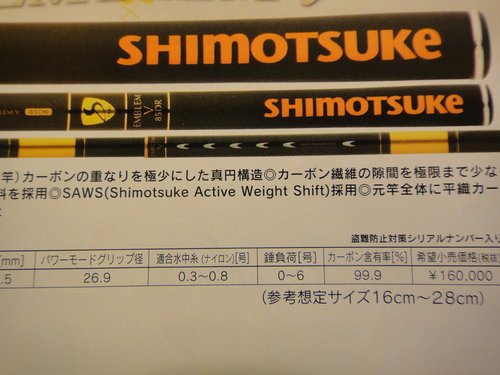 SHIMOTSUKe
EMBLEM V 85DR SHIMOTSUKe
竿)カーボンの重なりを極少にした真円構造◎カーボン繊維の隙間を極限まで少な
料を採用◎SAWS(Shimotsuke Active Weight Shift)採用◎元竿全体に平織カー
盗難防止対策シリアルナンバー入り
[mm] パワーモードグリップ径 適合水中糸(ナイロン)[号] 錘負荷[号] カーボン含有率[%] 希望小売価格(税抜
.5 26.9 0.3~0.8 0~6 99.9 ¥160,000
(参考想定サイズ16cm~28cm)